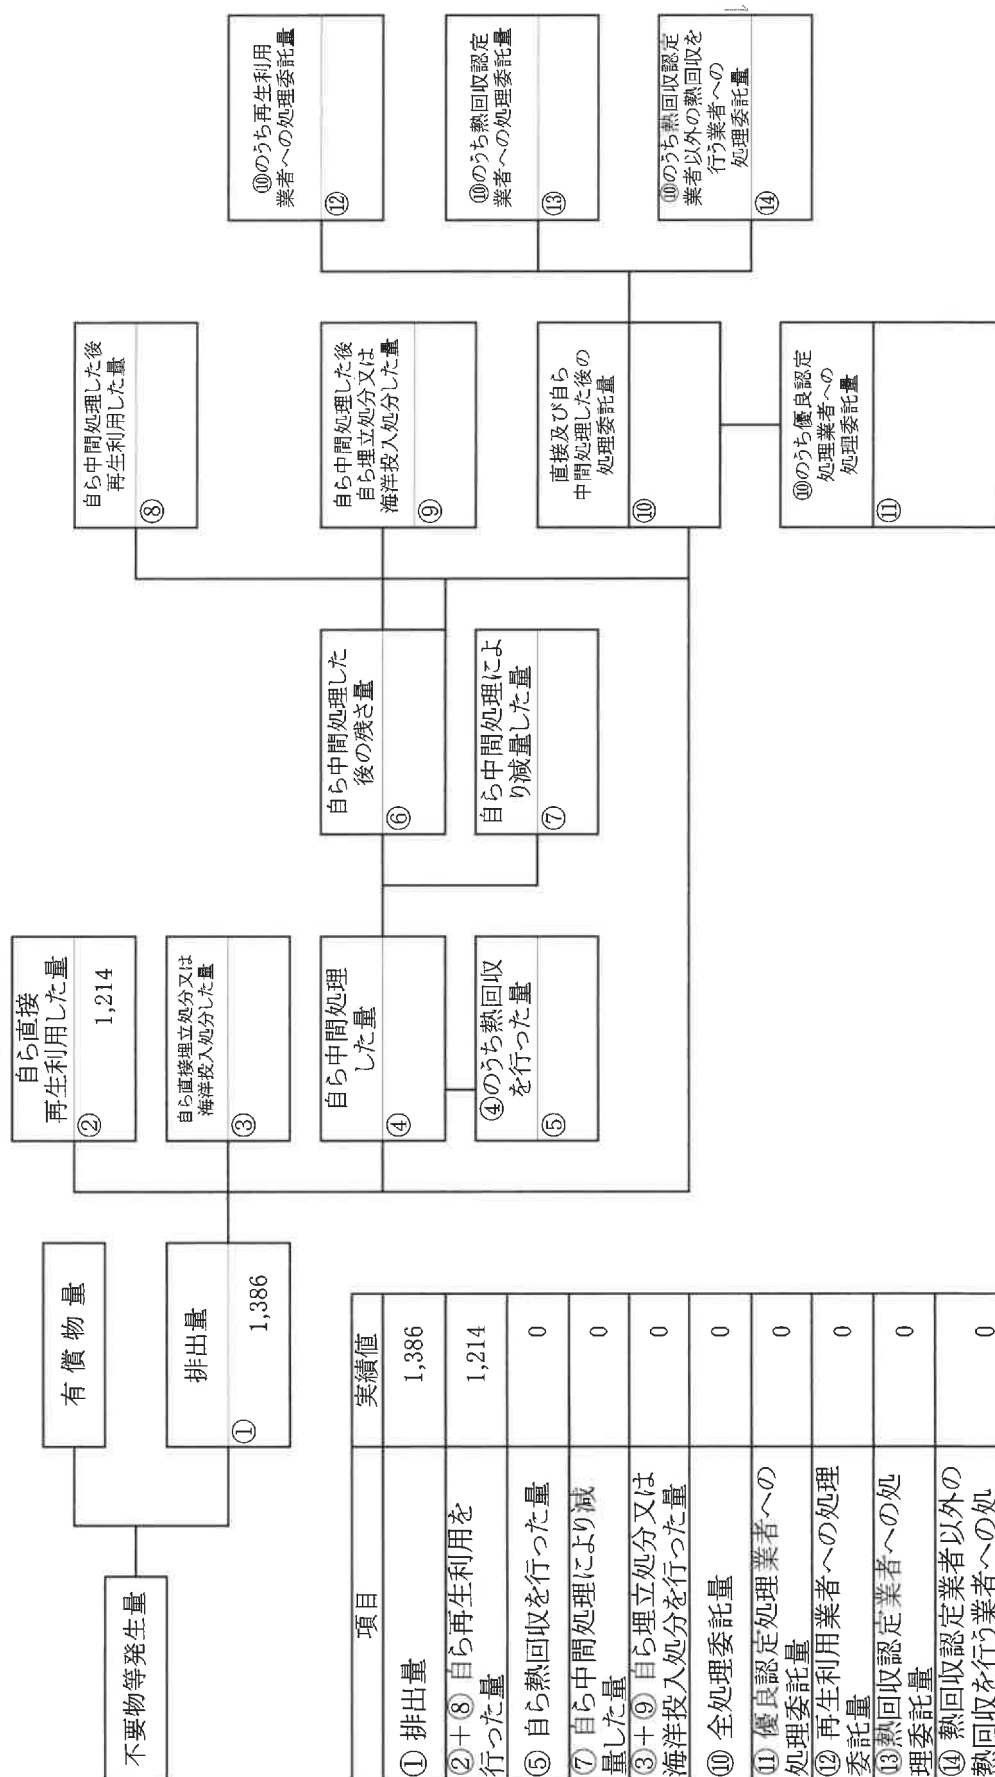 不要物等発生量
有 償 物 量
排出量
①
1,386
自ら直接
再生利用した量
②
1,214
自ら直接埋立処分又は
海洋投入処分した量
③
自ら中間処理
した量
④
④のうち熱回収
を行った量
⑤
自ら中間処理した
後の残さ量
⑥
自ら中間処理によ
り減量した量
⑦
自ら中間処理した後
再生利用した量
⑧
自ら中間処理した後
自ら埋立処分又は
海洋投入処分した量
⑨
直接及び自ら
中間処理した後の
処理委託量
⑩
⑩のうち優良認定
処理業者への
処理委託量
⑪
⑩のうち再生利用
業者への処理委託量
⑫
⑩のうち熱回収認定
業者への処理委託量
⑬
⑩のうち熱回収認定
業者以外の熱回収を
行う業者への
処理委託量
⑭
項目 実績値
①排出量 1,386
②+⑧ 自ら再生利用を
行った量 1,214
⑤ 自ら熱回収を行った量 0
⑦ 自ら中間処理により減
量した量 0
③+⑨ 自ら埋立処分又は
海洋投入処分を行った量 0
⑩ 全処理委託量 0
⑪ 優良認定処理業者への
処理委託量 0
⑫ 再生利用業者への処理
委託量 0
⑬熱回収認定業者への処
理委託量 0
⑭ 熱回収認定業者以外の
熱回収を行う業者への処 0